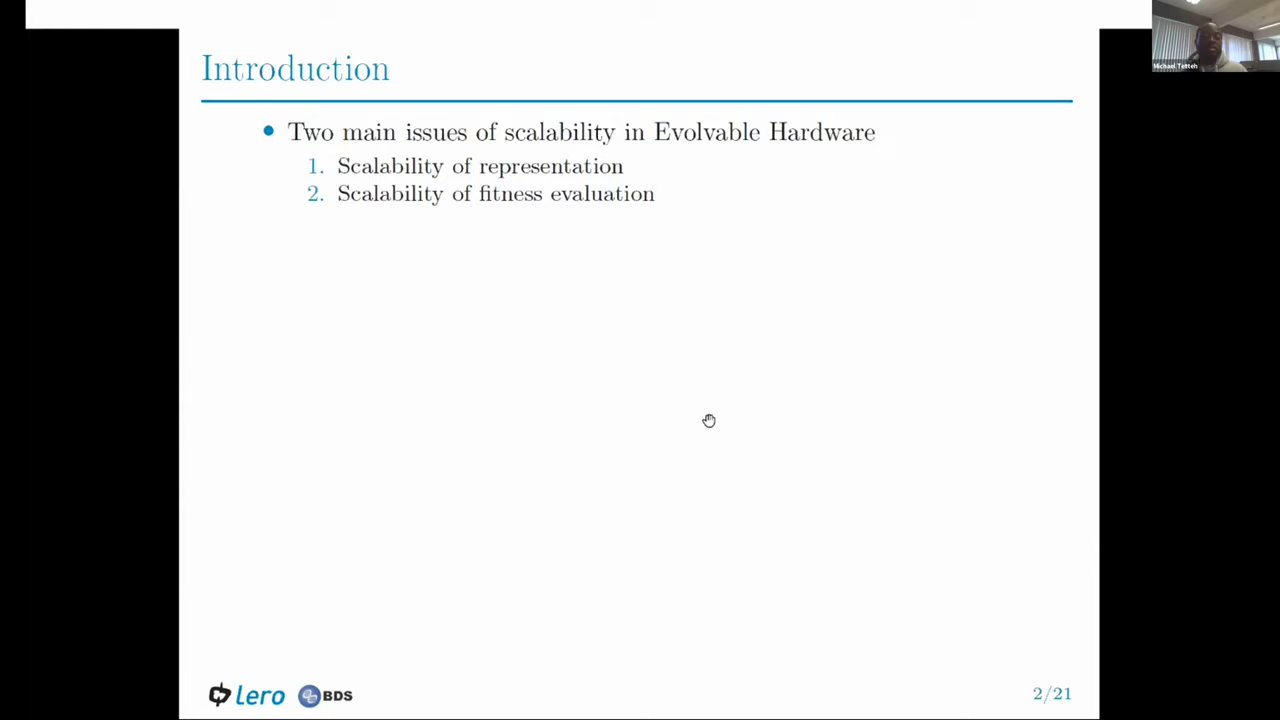 Michael Tetteh
Introduction
• Two main issues of scalability in Evolvable Hardware
1. Scalability of representation
2. Scalability of fitness evaluation
lero BDS
2/21